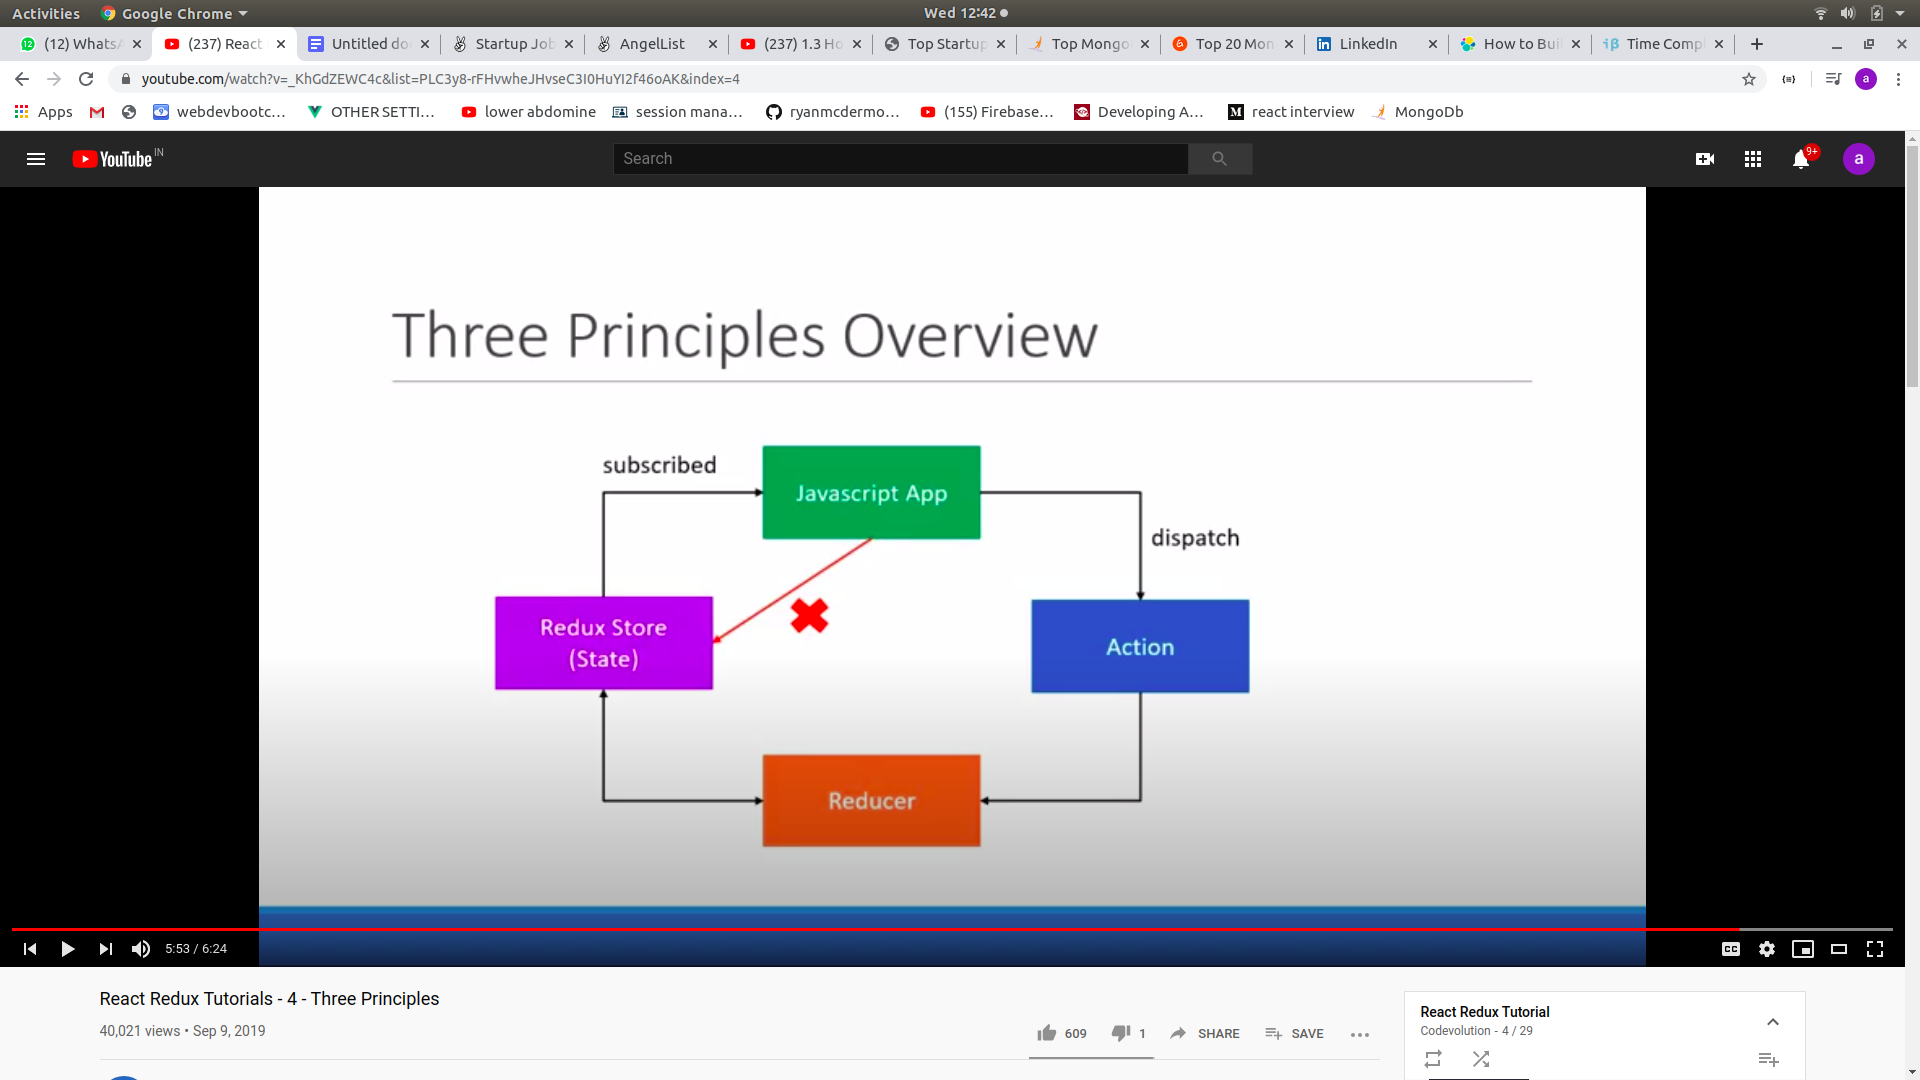 Activities Google Chrome Wed 12:42
(12) WhatsA (237) React Untitled do Startup Job AngelList (237) 1.3 Ho Top Startup Top Mongo Top 20 Mon LinkedIn How to Bui Time Comp
youtube.com/watch?v=_KhGdZEWC4c&list=PLC3y8-rFHvwheJHvseC3I0HuYI2f46oAK&index=4 a
Apps webdevbootc... OTHER SETTI... lower abdomine session mana... ryanmcdermo... (155) Firebase... Developing A... react interview MongoDb
YouTube IN Search 9+ a
Three Principles Overview
subscribed
Javascript App
dispatch
Redux Store
(State)
Action
Reducer
5:53 / 6:24 CC
React Redux Tutorials - 4 - Three Principles
40,021 views • Sep 9, 2019
609 1 SHARE SAVE
React Redux Tutorial
Codevolution - 4 / 29